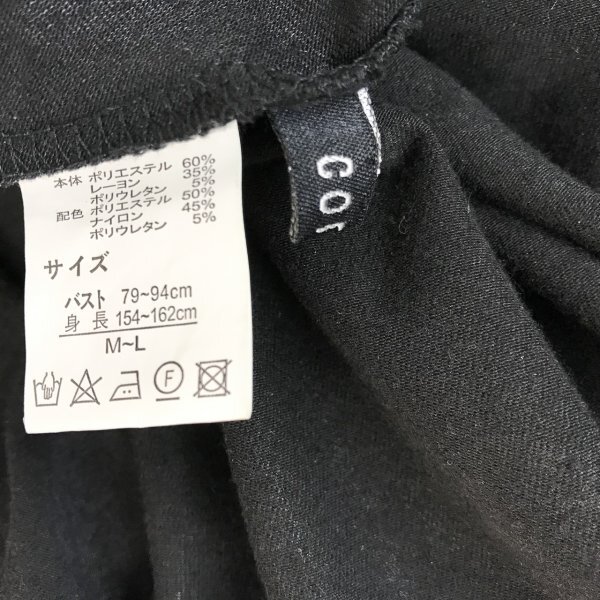 本体 ポリエステル 60%
レーヨン 35%
ポリウレタン 5%
配色 ポリエステル 50%
ナイロン 45%
ポリウレタン 5%
サイズ
バスト 79~94cm
身長 154~162cm
M~L
F